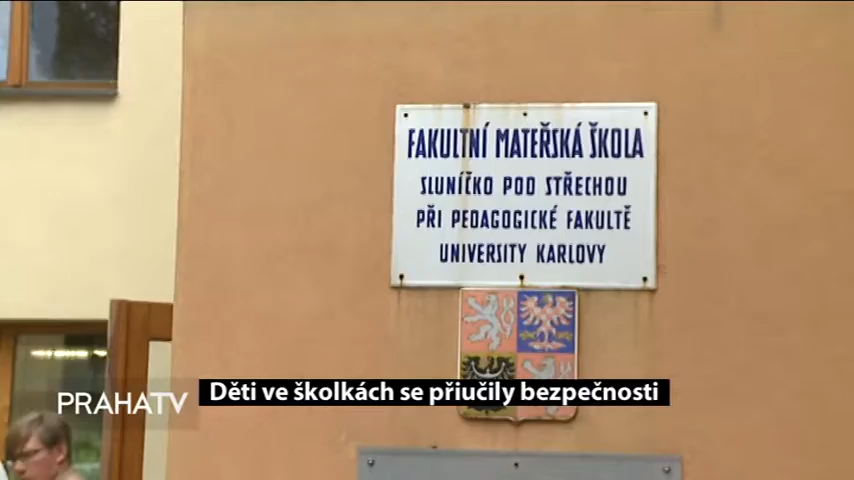 FAKULTNÍ MATEŘSKÁ ŠKOLA
SLUNÍČKO POD STŘECHOU
PŘI PEDAGOGICKÉ FAKULTĚ
UNIVERSITY KARLOVY
PRAHATV
Děti ve školkách se přiučily bezpečnosti